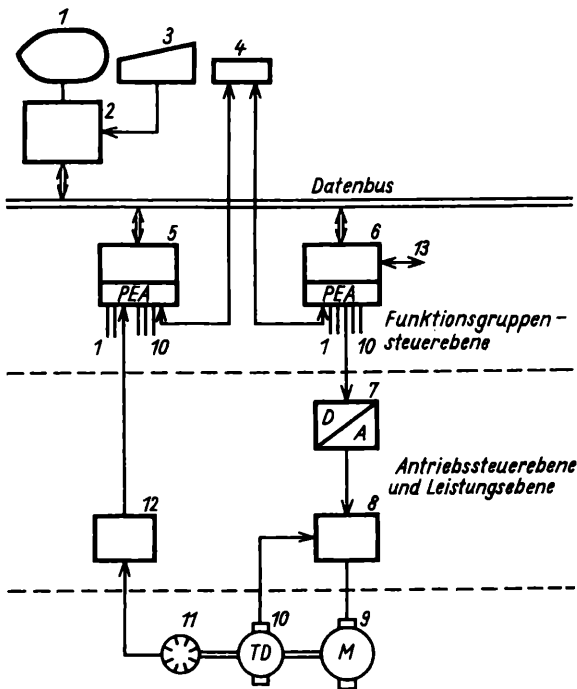 1
3
4
2
Datenbus
5
6
13
PEA
PEA
1
10
1
10
Funktionsgruppen-
steuerebene
7
D
A
Antriebssteuerebene
und Leistungsebene
12
8
11
10
9
TD
M